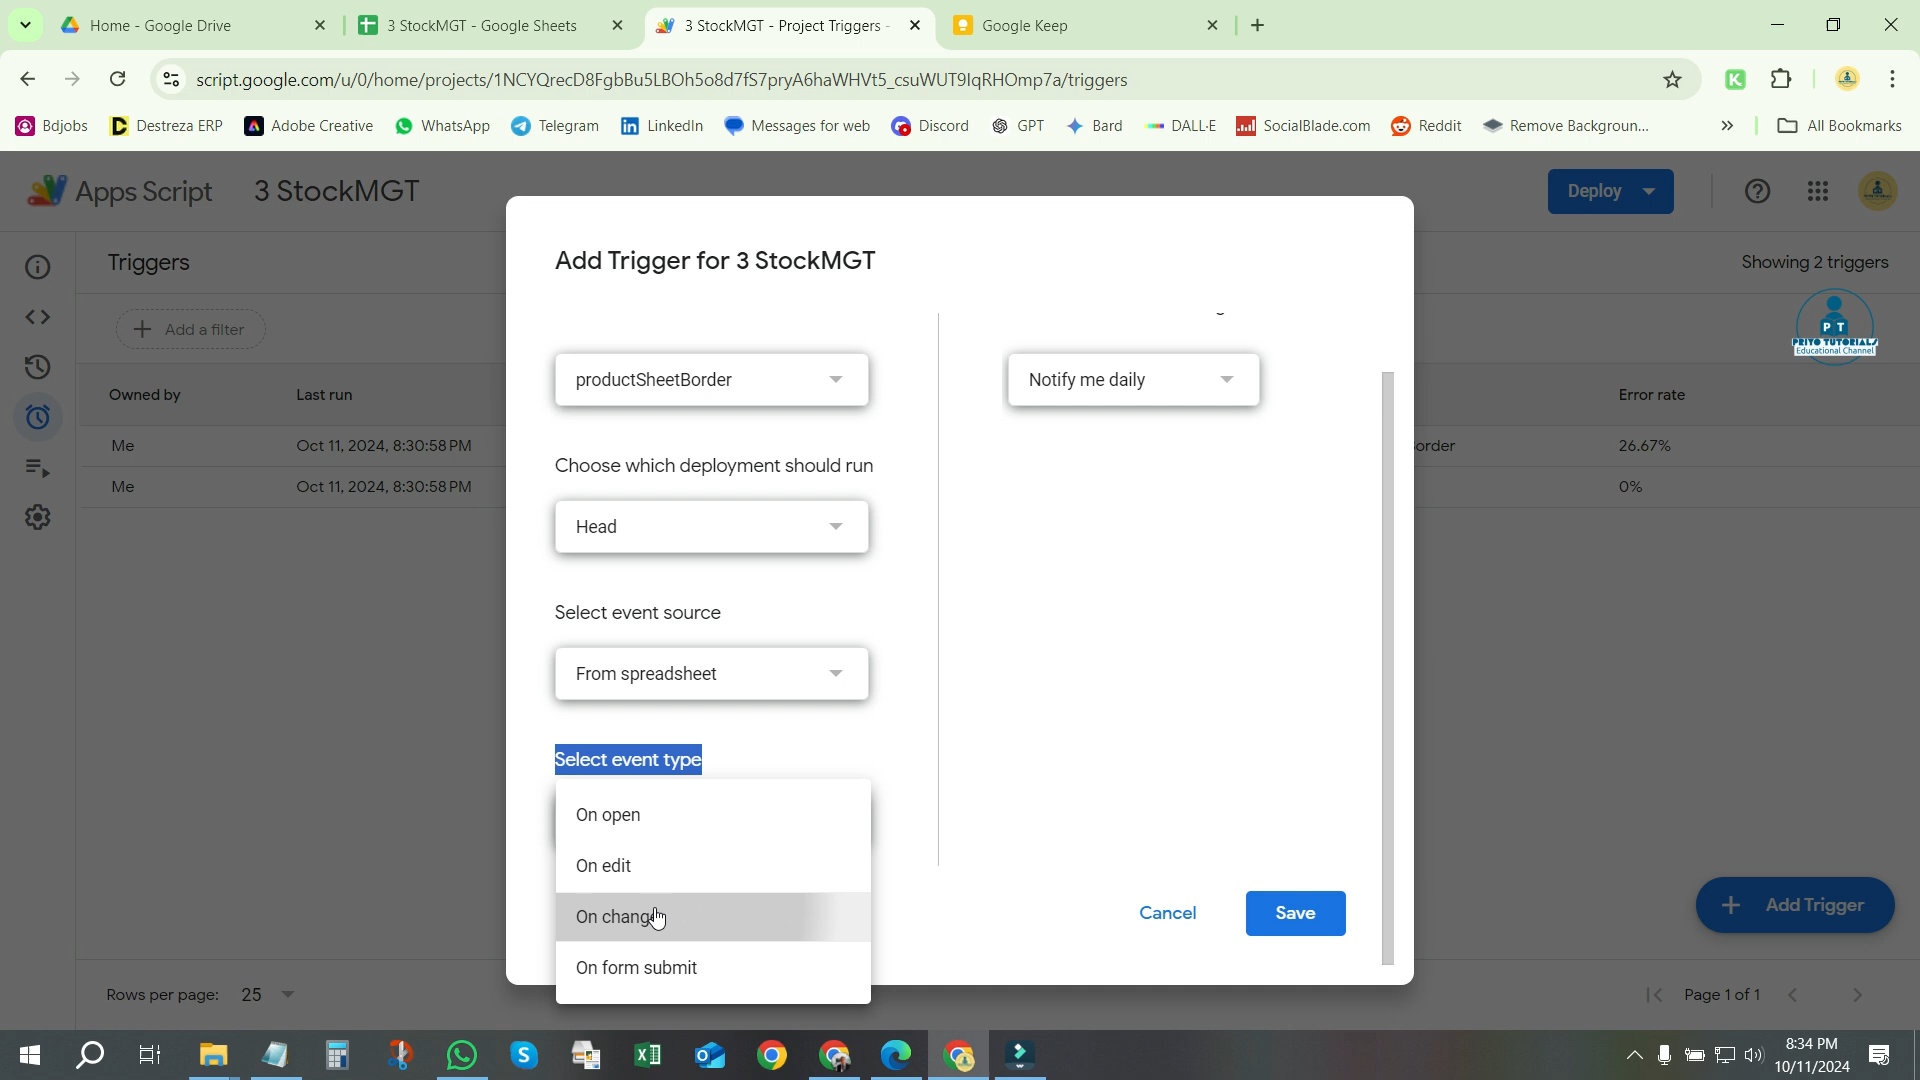 Home - Google Drive
3 StockMGT - Google Sheets
3 StockMGT - Project Triggers -
Google Keep
script.google.com/u/0/home/projects/1NCYQrecD8FgbBu5LBOh5o8d7fS7pryA6haWHVt5_csuWUT9lqRHOmp7a/triggers
Bdjobs
Destreza ERP
Adobe Creative
WhatsApp
Telegram
LinkedIn
Messages for web
Discord
GPT
Bard
DALL·E
SocialBlade.com
Reddit
Remove Backgroun...
All Bookmarks
Apps Script
3 StockMGT
Deploy
Triggers
Showing 2 triggers
Add a filter
PT
PRIYO TUTORIALS
Educational Channel
Owned by
Last run
Error rate
Me
Oct 11, 2024, 8:30:58 PM
order
26.67%
Me
Oct 11, 2024, 8:30:58 PM
0%
Add Trigger for 3 StockMGT
productSheetBorder
Notify me daily
Choose which deployment should run
Head
Select event source
From spreadsheet
Select event type
On open
On edit
On change
On form submit
Cancel
Save
Add Trigger
Rows per page: 25
Page 1 of 1
8:34 PM
10/11/2024